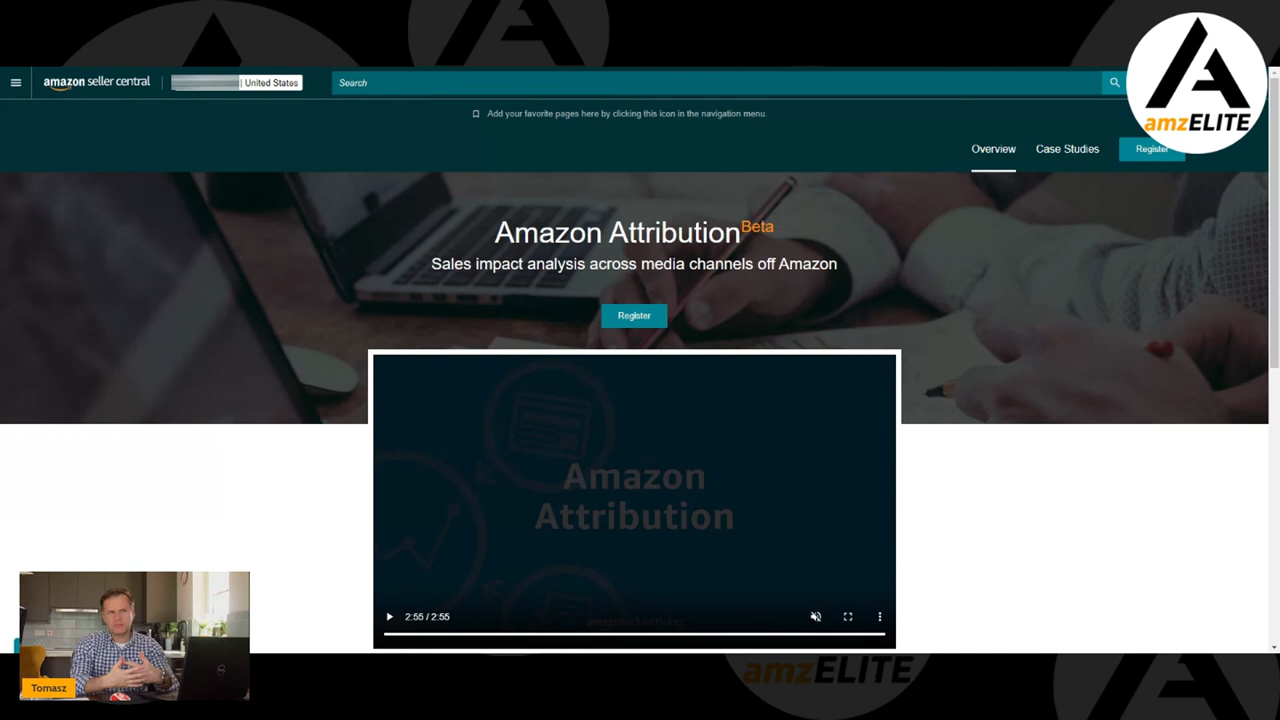 amazon seller central | United States
Search
amzELITE
Add your favorite pages here by clicking this icon in the navigation menu.
Overview
Case Studies
Register
Amazon Attribution Beta
Sales impact analysis across media channels off Amazon
Register
Amazon
Attribution
2:55 / 2:55
Tomasz
amzELITE